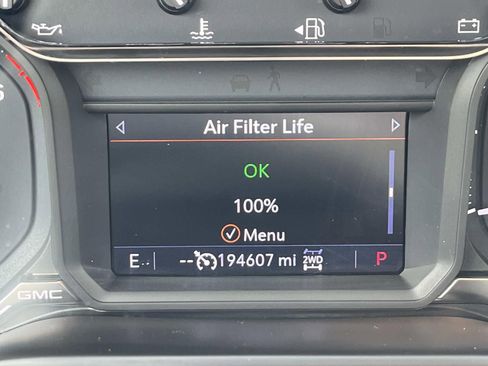 Air Filter Life
OK
100%
Menu
E -- 194607 mi 2WD P
GMC